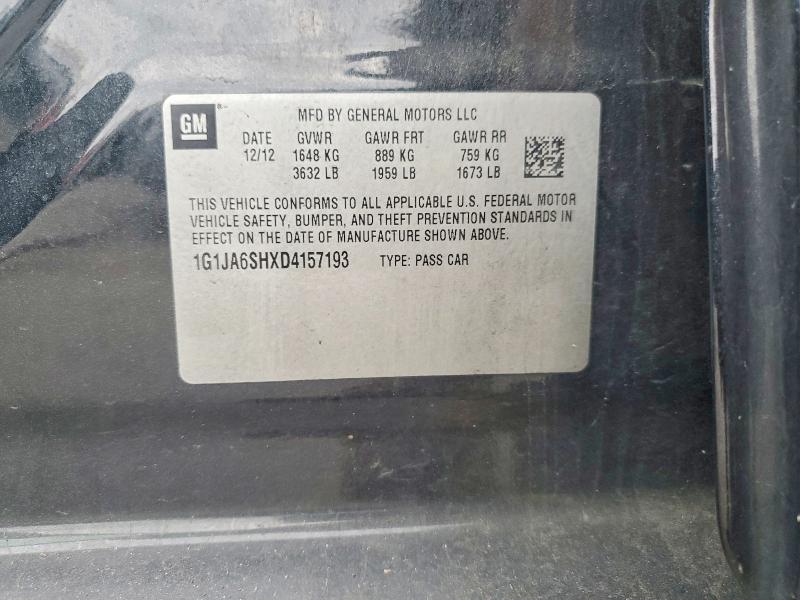 GM
MFD BY GENERAL MOTORS LLC
DATE GVWR GAWR FRT GAWR RR
12/12 1648 KG 889 KG 759 KG
3632 LB 1959 LB 1673 LB
THIS VEHICLE CONFORMS TO ALL APPLICABLE U.S. FEDERAL MOTOR
VEHICLE SAFETY, BUMPER, AND THEFT PREVENTION STANDARDS IN
EFFECT ON THE DATE OF MANUFACTURE SHOWN ABOVE.
1G1JA6SHXD4157193 TYPE: PASS CAR